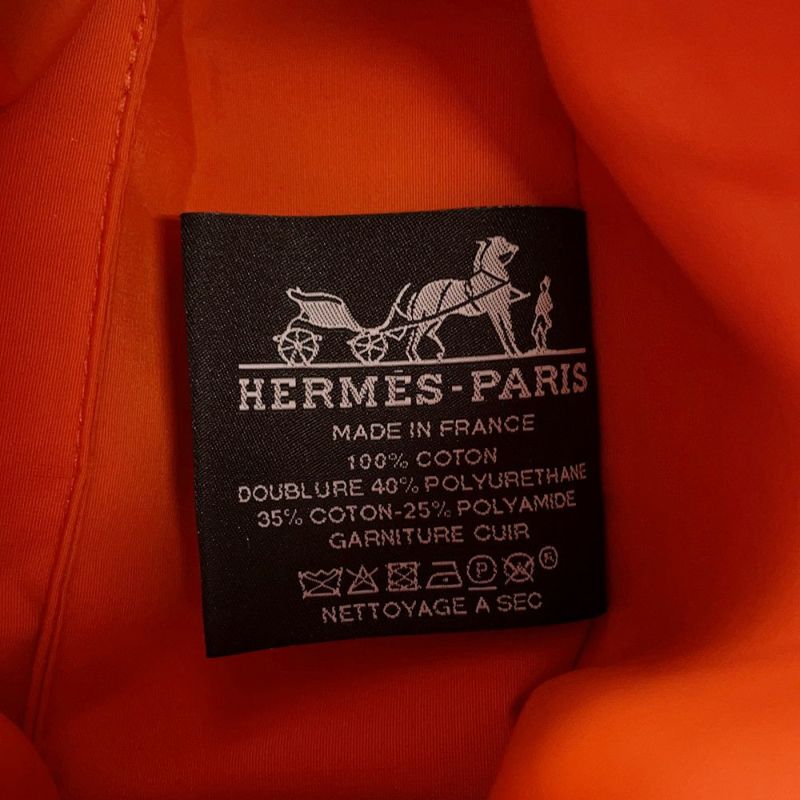 HERMÈS-PARIS
MADE IN FRANCE
100% COTON
DOUBLURE 40% POLYURETHANE
35% COTON-25% POLYAMIDE
GARNITURE CUIR
P ®
NETTOYAGE A SEC